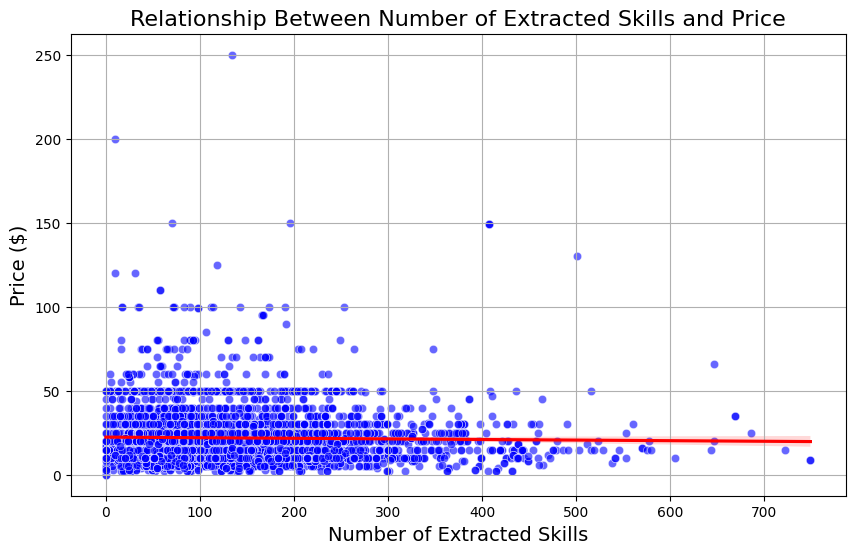 Relationship Between Number of Extracted Skills and Price
250
200
150
100
50
0
Price ($)
0 100 200 300 400 500 600 700
Number of Extracted Skills